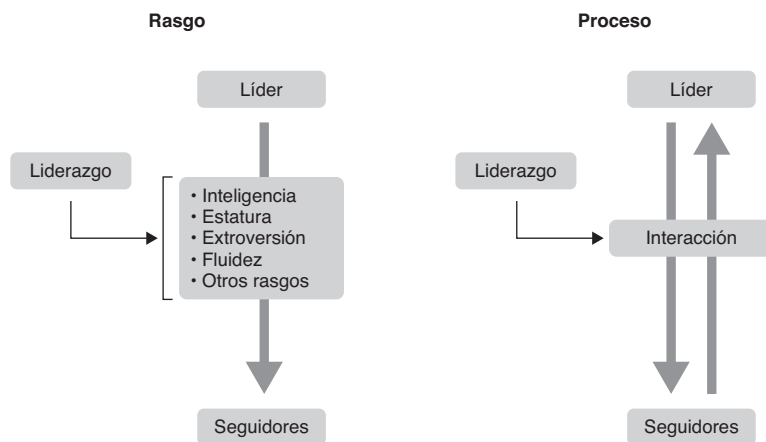 Rasgo
Líder
Liderazgo
• Inteligencia
• Estatura
• Extroversión
• Fluidez
• Otros rasgos
Seguidores
Proceso
Líder
Liderazgo
Interacción
Seguidores